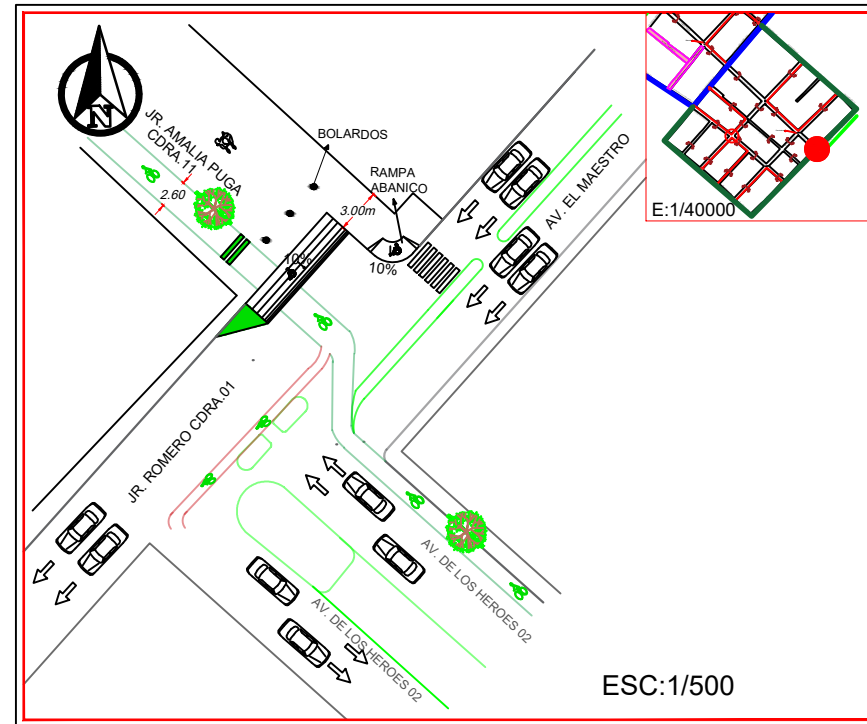 N
JR. AMALIA PUGA
CDRA.11
2.60
BOLARDOS
RAMPA
ABANICO
3.00m
10%
10%
AV. EL MAESTRO
E:1/40000
JR. ROMERO CDRA.01
AV. DE LOS HEROES 02
AV. DE LOS HEROES 02
ESC:1/500